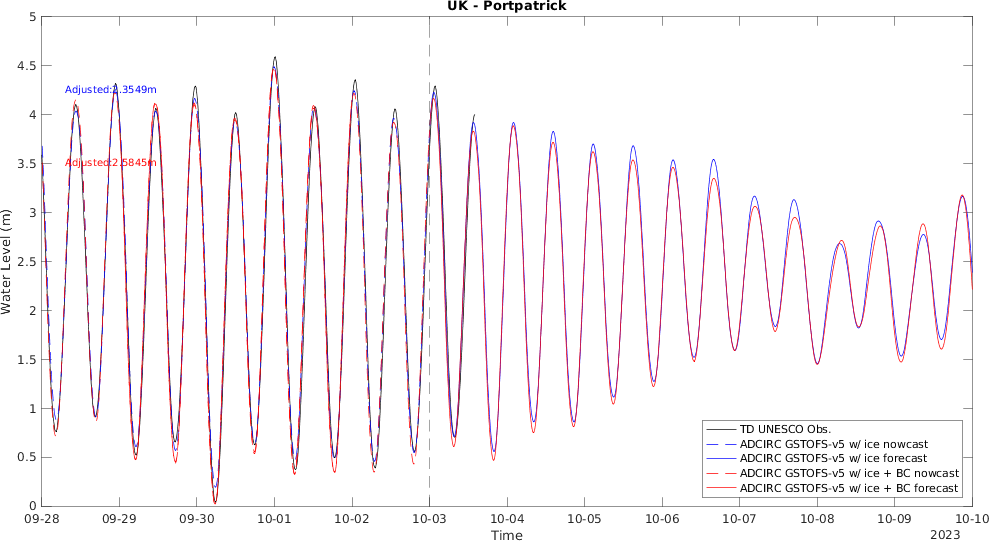 UK - Portpatrick
5
4.5
4
3.5
3
2.5
2
1.5
1
0.5
0
Water Level (m)
Adjusted:2.3549m
Adjusted:2.5845m
TD UNESCO Obs.
ADCIRC GSTOFS-v5 w/ ice nowcast
ADCIRC GSTOFS-v5 w/ ice forecast
ADCIRC GSTOFS-v5 w/ ice + BC nowcast
ADCIRC GSTOFS-v5 w/ ice + BC forecast
09-28 09-29 09-30 10-01 10-02 10-03 10-04 10-05 10-06 10-07 10-08 10-09 10-10
Time
2023